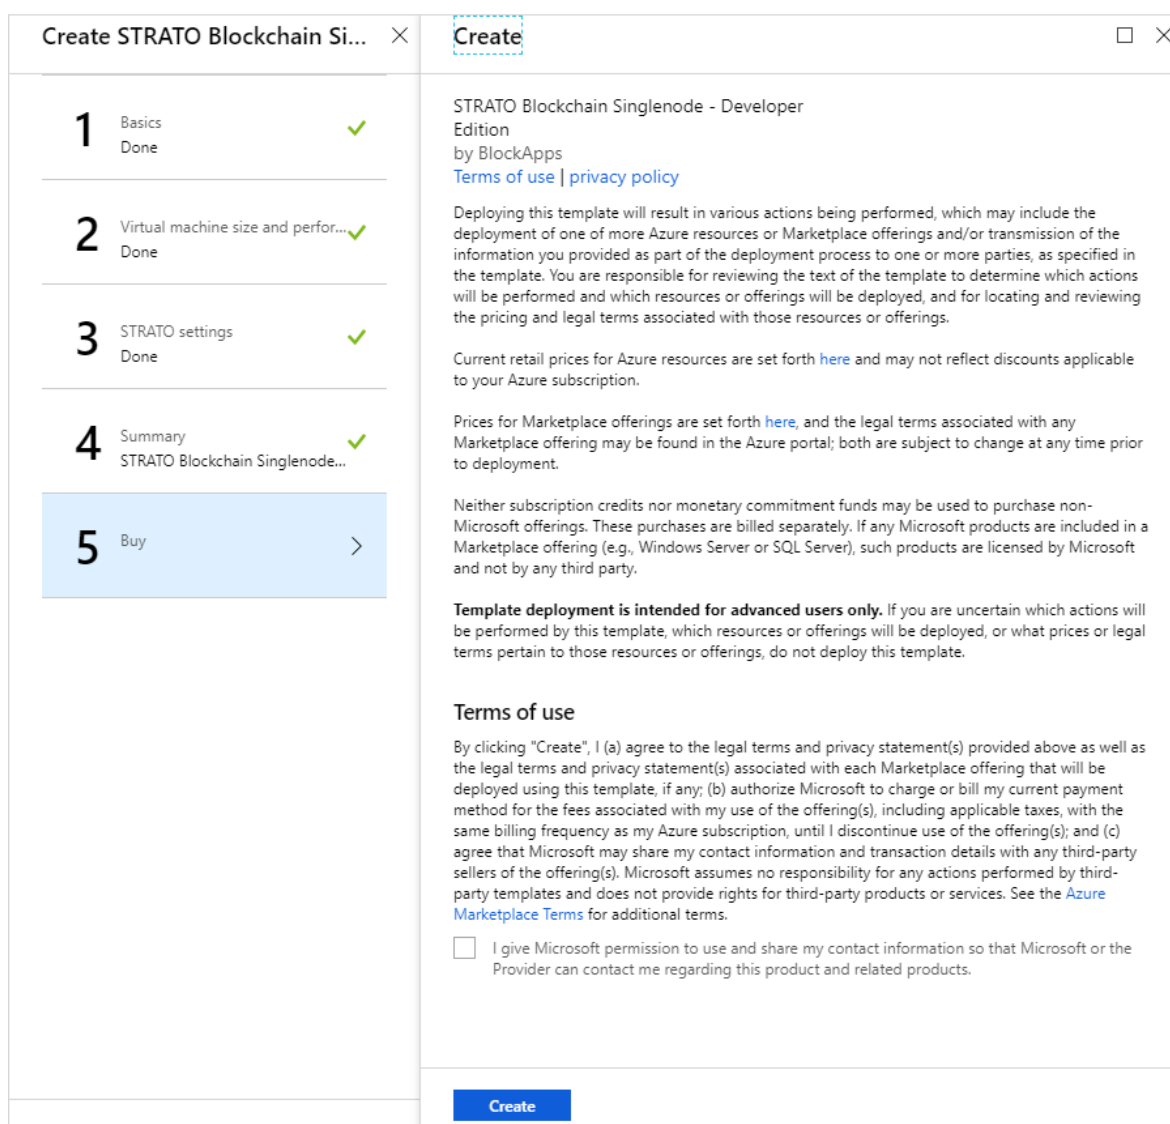 Create STRATO Blockchain Si...
1
Basics
Done
2
Virtual machine size and perfor...
Done
3
STRATO settings
Done
4
Summary
STRATO Blockchain Singlenode...
5
Buy
Create
STRATO Blockchain Singlenode - Developer
Edition
by BlockApps
Terms of use | privacy policy
Deploying this template will result in various actions being performed, which may include the
deployment of one of more Azure resources or Marketplace offerings and/or transmission of the
information you provided as part of the deployment process to one or more parties, as specified in
the template. You are responsible for reviewing the text of the template to determine which actions
will be performed and which resources or offerings will be deployed, and for locating and reviewing
the pricing and legal terms associated with those resources or offerings.
Current retail prices for Azure resources are set forth here and may not reflect discounts applicable
to your Azure subscription.
Prices for Marketplace offerings are set forth here, and the legal terms associated with any
Marketplace offering may be found in the Azure portal; both are subject to change at any time prior
to deployment.
Neither subscription credits nor monetary commitment funds may be used to purchase non-
Microsoft offerings. These purchases are billed separately. If any Microsoft products are included in a
Marketplace offering (e.g., Windows Server or SQL Server), such products are licensed by Microsoft
and not by any third party.
Template deployment is intended for advanced users only. If you are uncertain which actions will
be performed by this template, which resources or offerings will be deployed, or what prices or legal
terms pertain to those resources or offerings, do not deploy this template.
Terms of use
By clicking "Create", I (a) agree to the legal terms and privacy statement(s) provided above as well as
the legal terms and privacy statement(s) associated with each Marketplace offering that will be
deployed using this template, if any; (b) authorize Microsoft to charge or bill my current payment
method for the fees associated with my use of the offering(s), including applicable taxes, with the
same billing frequency as my Azure subscription, until I discontinue use of the offering(s); and (c)
agree that Microsoft may share my contact information and transaction details with any third-party
sellers of the offering(s). Microsoft assumes no responsibility for any actions performed by third-
party templates and does not provide rights for third-party products or services. See the Azure
Marketplace Terms for additional terms.
I give Microsoft permission to use and share my contact information so that Microsoft or the
Provider can contact me regarding this product and related products.
Create